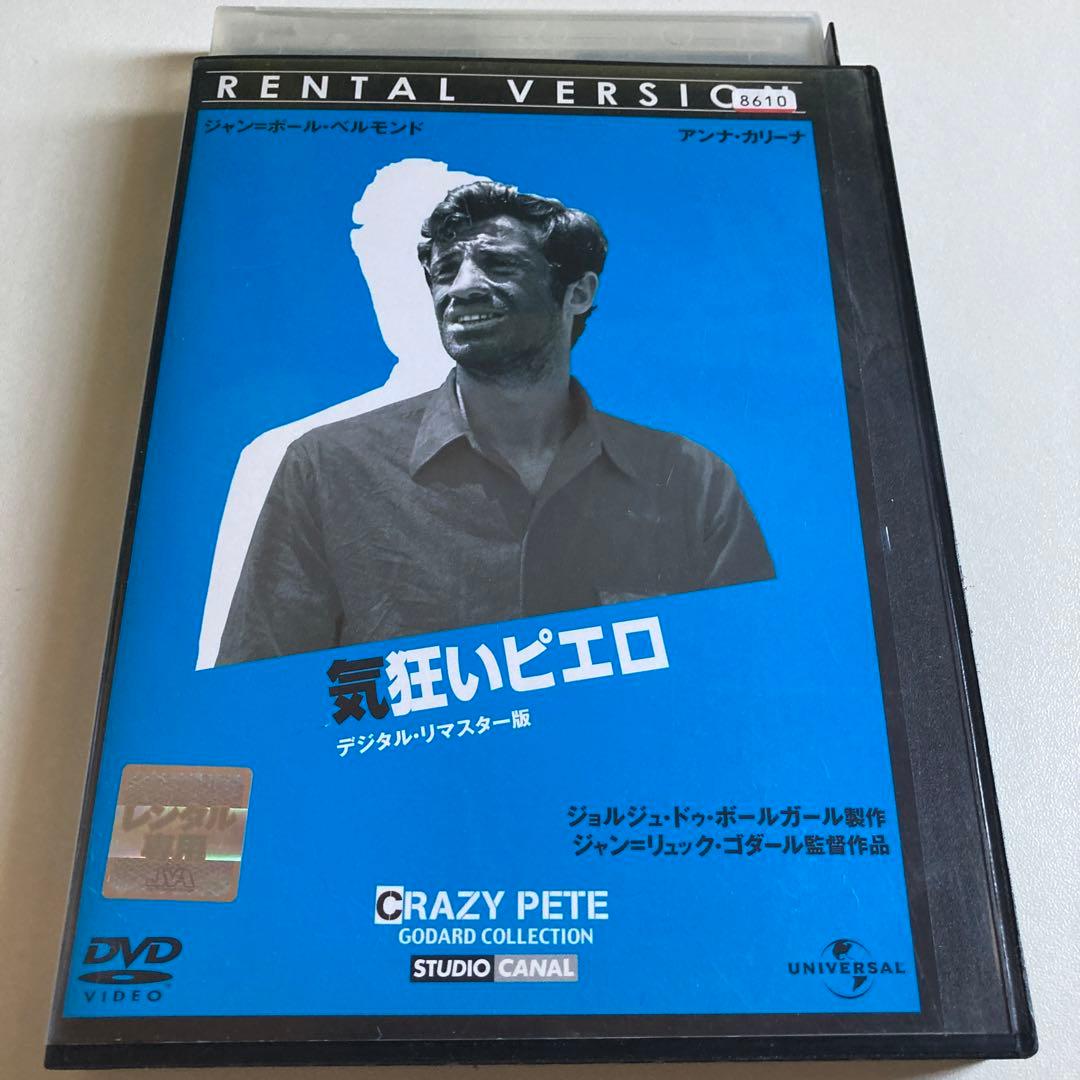 RENTAL VERSION
8610
ジャン=ポール・ベルモンド
アンナ・カリーナ
気狂いピエロ
デジタル・リマスター版
レンタル
専用
JVA
ジョルジュ・ドゥ・ボールガール製作
ジャン=リュック・ゴダール監督作品
CRAZY PETE
GODARD COLLECTION
STUDIO CANAL
DVD
VIDEO
UNIVERSAL